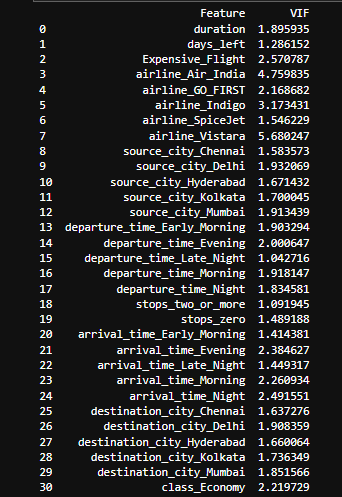 Feature VIF
0 duration 1.895935
1 days_left 1.286152
2 Expensive_Flight 2.570787
3 airline_Air_India 4.759835
4 airline_GO_FIRST 2.168682
5 airline_Indigo 3.173431
6 airline_SpiceJet 1.546229
7 airline_Vistara 5.680247
8 source_city_Chennai 1.583573
9 source_city_Delhi 1.932069
10 source_city_Hyderabad 1.671432
11 source_city_Kolkata 1.700045
12 source_city_Mumbai 1.913439
13 departure_time_Early_Morning 1.903294
14 departure_time_Evening 2.000647
15 departure_time_Late_Night 1.042716
16 departure_time_Morning 1.918147
17 departure_time_Night 1.834581
18 stops_two_or_more 1.091945
19 stops_zero 1.489188
20 arrival_time_Early_Morning 1.414381
21 arrival_time_Evening 2.384627
22 arrival_time_Late_Night 1.449317
23 arrival_time_Morning 2.260934
24 arrival_time_Night 2.491551
25 destination_city_Chennai 1.637276
26 destination_city_Delhi 1.908359
27 destination_city_Hyderabad 1.660064
28 destination_city_Kolkata 1.736349
29 destination_city_Mumbai 1.851566
30 class_Economy 2.219729